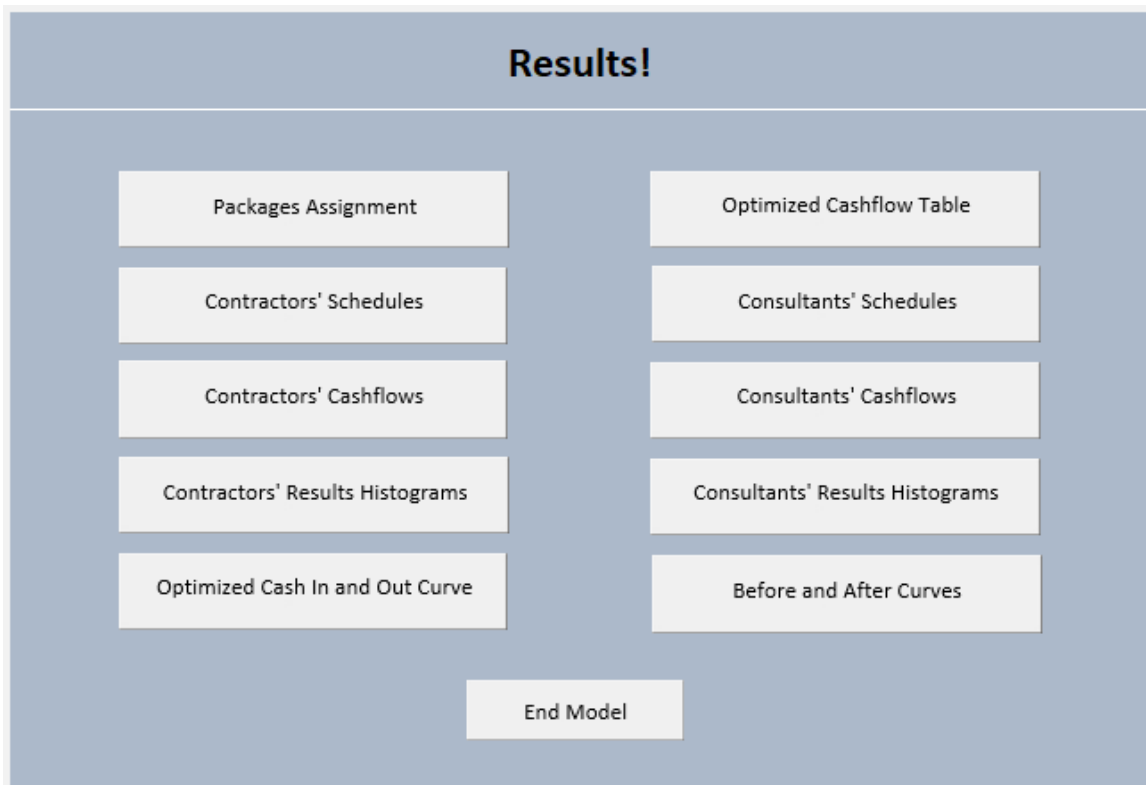 Results!
Packages Assignment
Optimized Cashflow Table
Contractors' Schedules
Consultants' Schedules
Contractors' Cashflows
Consultants' Cashflows
Contractors' Results Histograms
Consultants' Results Histograms
Optimized Cash In and Out Curve
Before and After Curves
End Model